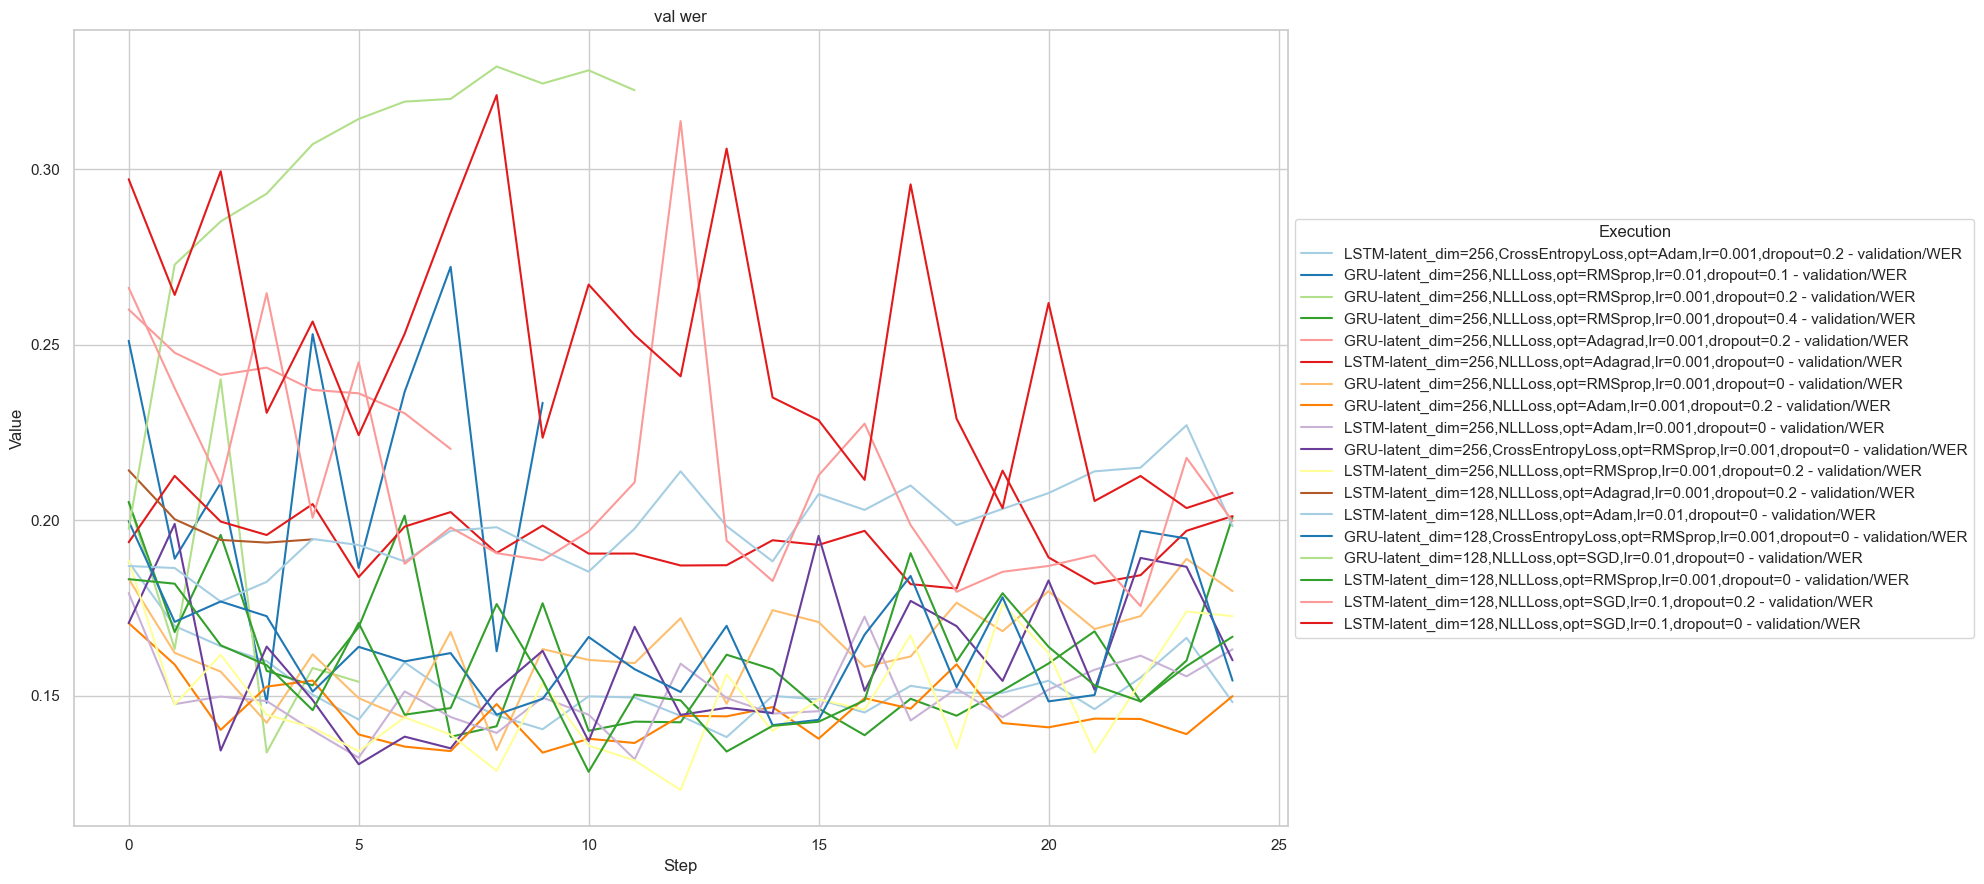 val wer
0.30
0.25
0.20
0.15
Value
0
5
10
15
20
25
Step
Execution
LSTM-latent_dim=256,CrossEntropyLoss,opt=Adam,lr=0.001,dropout=0.2 - validation/WER
GRU-latent_dim=256,NLLLoss,opt=RMSprop,lr=0.01,dropout=0.1 - validation/WER
GRU-latent_dim=256,NLLLoss,opt=RMSprop,lr=0.001,dropout=0.2 - validation/WER
GRU-latent_dim=256,NLLLoss,opt=RMSprop,lr=0.001,dropout=0.4 - validation/WER
GRU-latent_dim=256,NLLLoss,opt=Adagrad,lr=0.001,dropout=0.2 - validation/WER
LSTM-latent_dim=256,NLLLoss,opt=Adagrad,lr=0.001,dropout=0 - validation/WER
GRU-latent_dim=256,NLLLoss,opt=RMSprop,lr=0.001,dropout=0 - validation/WER
GRU-latent_dim=256,NLLLoss,opt=Adam,lr=0.001,dropout=0.2 - validation/WER
LSTM-latent_dim=256,NLLLoss,opt=Adam,lr=0.001,dropout=0 - validation/WER
GRU-latent_dim=256,CrossEntropyLoss,opt=RMSprop,lr=0.001,dropout=0 - validation/WER
LSTM-latent_dim=256,NLLLoss,opt=RMSprop,lr=0.001,dropout=0.2 - validation/WER
LSTM-latent_dim=128,NLLLoss,opt=Adagrad,lr=0.001,dropout=0.2 - validation/WER
LSTM-latent_dim=128,NLLLoss,opt=Adam,lr=0.01,dropout=0 - validation/WER
GRU-latent_dim=128,CrossEntropyLoss,opt=RMSprop,lr=0.001,dropout=0 - validation/WER
GRU-latent_dim=128,NLLLoss,opt=SGD,lr=0.01,dropout=0 - validation/WER
LSTM-latent_dim=128,NLLLoss,opt=RMSprop,lr=0.001,dropout=0 - validation/WER
LSTM-latent_dim=128,NLLLoss,opt=SGD,lr=0.1,dropout=0.2 - validation/WER
LSTM-latent_dim=128,NLLLoss,opt=SGD,lr=0.1,dropout=0 - validation/WER